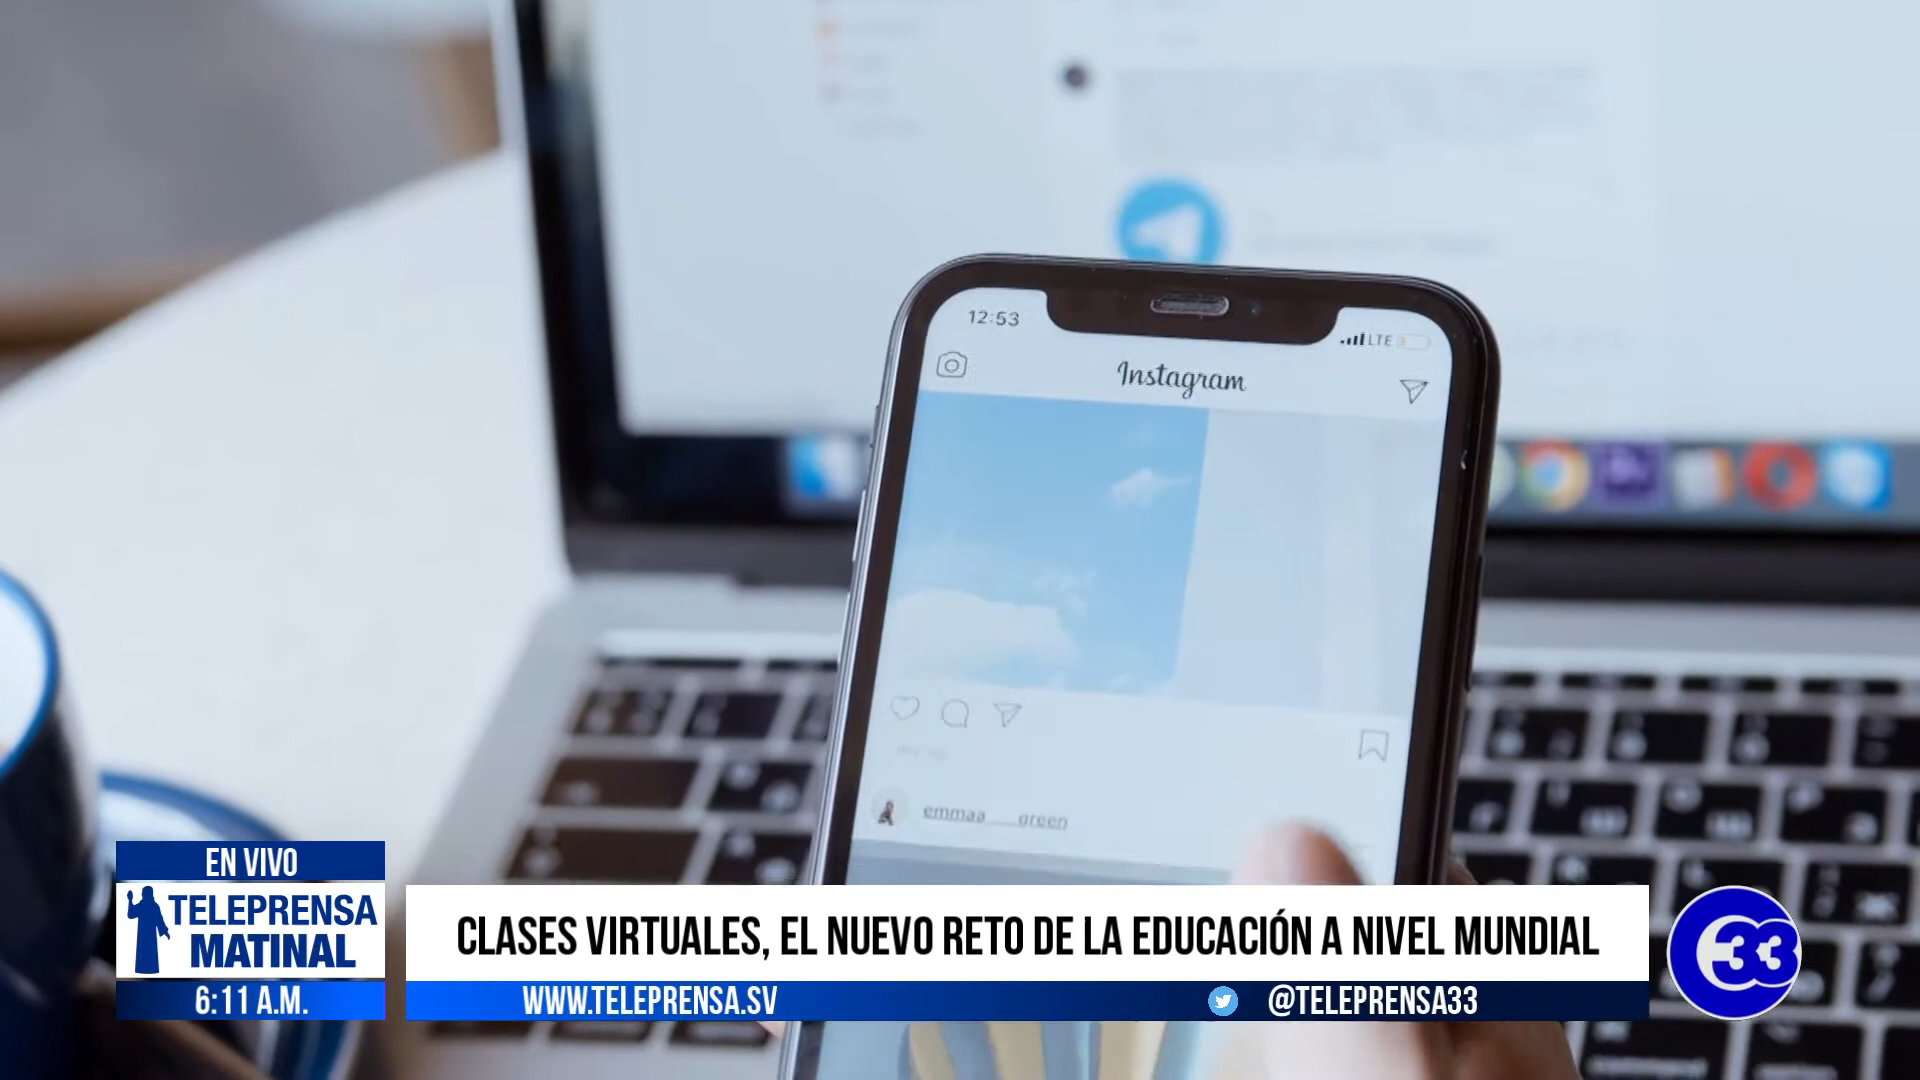 12:53
LTE
Instagram
emmaa__green
EN VIVO
TELEPRENSA
MATINAL
6:11 A.M.
CLASES VIRTUALES, EL NUEVO RETO DE LA EDUCACIÓN A NIVEL MUNDIAL
WWW.TELEPRENSA.SV
@TELEPRENSA33
33